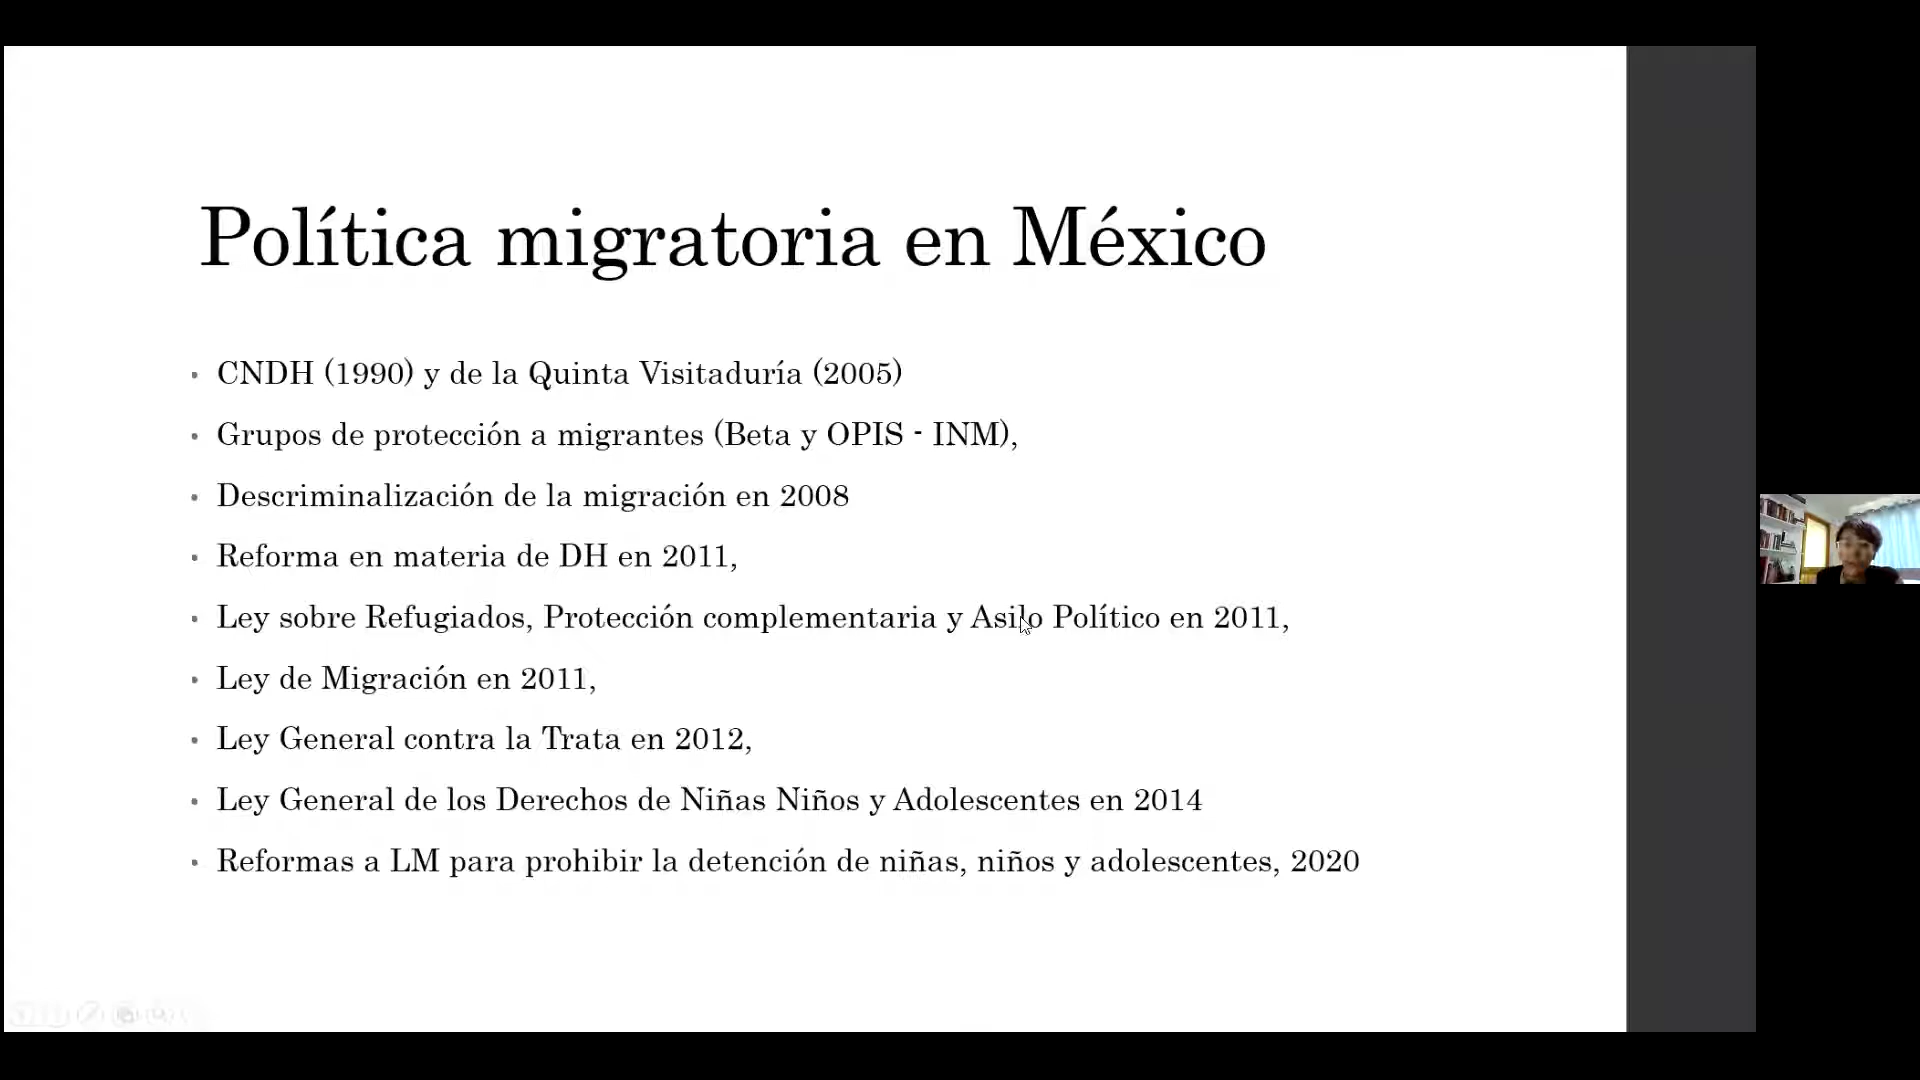 Política migratoria en México
• CNDH (1990) y de la Quinta Visitaduría (2005)
• Grupos de protección a migrantes (Beta y OPIS - INM),
• Descriminalización de la migración en 2008
• Reforma en materia de DH en 2011,
• Ley sobre Refugiados, Protección complementaria y Asilo Político en 2011,
• Ley de Migración en 2011,
• Ley General contra la Trata en 2012,
• Ley General de los Derechos de Niñas Niños y Adolescentes en 2014
• Reformas a LM para prohibir la detención de niñas, niños y adolescentes, 2020